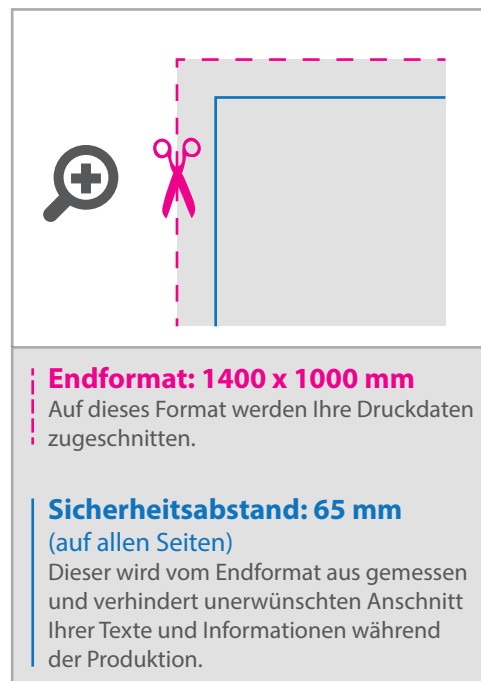 Endformat: 1400 x 1000 mm
Auf dieses Format werden Ihre Druckdaten
zugeschnitten.
Sicherheitsabstand: 65 mm
(auf allen Seiten)
Dieser wird vom Endformat aus gemessen
und verhindert unerwünschten Anschnitt
Ihrer Texte und Informationen während
der Produktion.